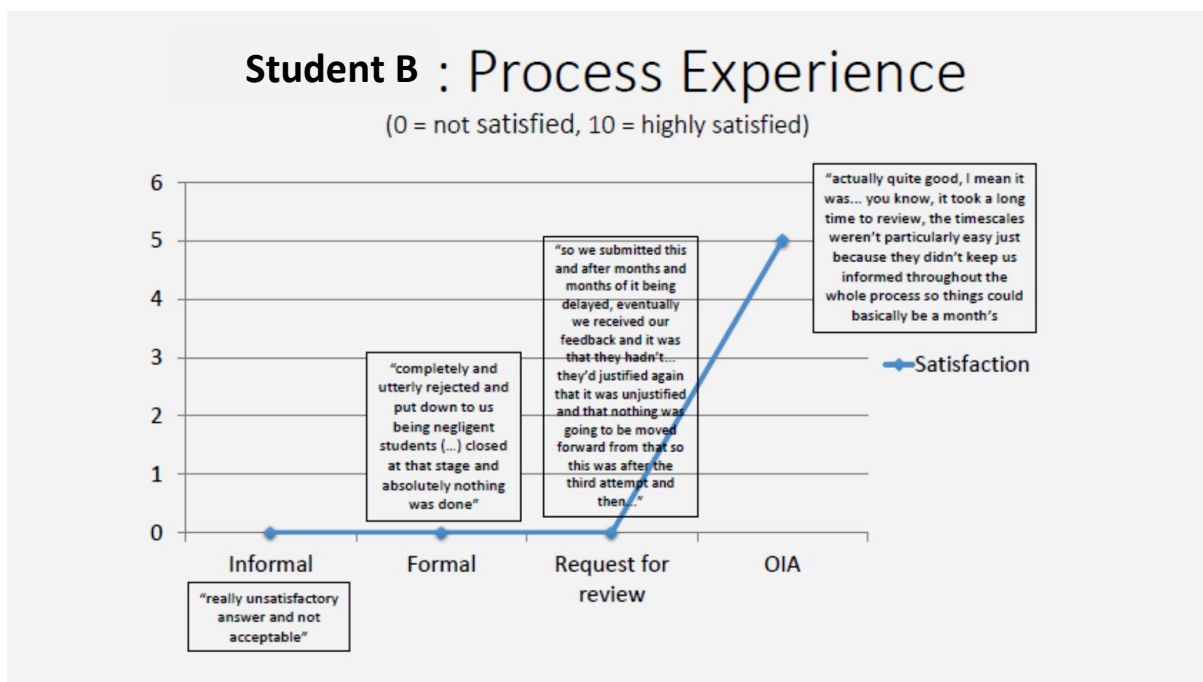 Student B : Process Experience
(0 = not satisfied, 10 = highly satisfied)
6
5
4
3
2
1
0
"actually quite good, I mean it
was... you know, it took a long
time to review, the timescales
weren't particularly easy just
because they didn't keep us
informed throughout the
whole process so things could
basically be a month's
"so we submitted this
and after months and
months of it being
delayed, eventually
we received our
feedback and it was
that they hadn't...
they'd justified again
that it was unjustified
and that nothing was
going to be moved
forward from that so
this was after the
third attempt and
then..."
"completely and
utterly rejected and
put down to us
being negligent
students (...) closed
at that stage and
absolutely nothing
was done"
Satisfaction
Informal
Formal
Request for
review
OIA
"really unsatisfactory
answer and not
acceptable"